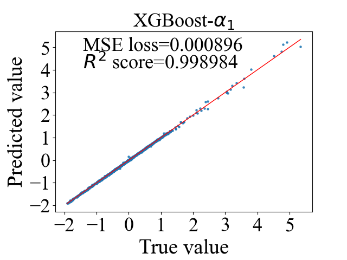 XGBoost-α1
MSE loss=0.000896
R² score=0.998984
Predicted value
5
4
3
2
1
0
−1
−2
−2 −1 0 1 2 3 4 5
True value